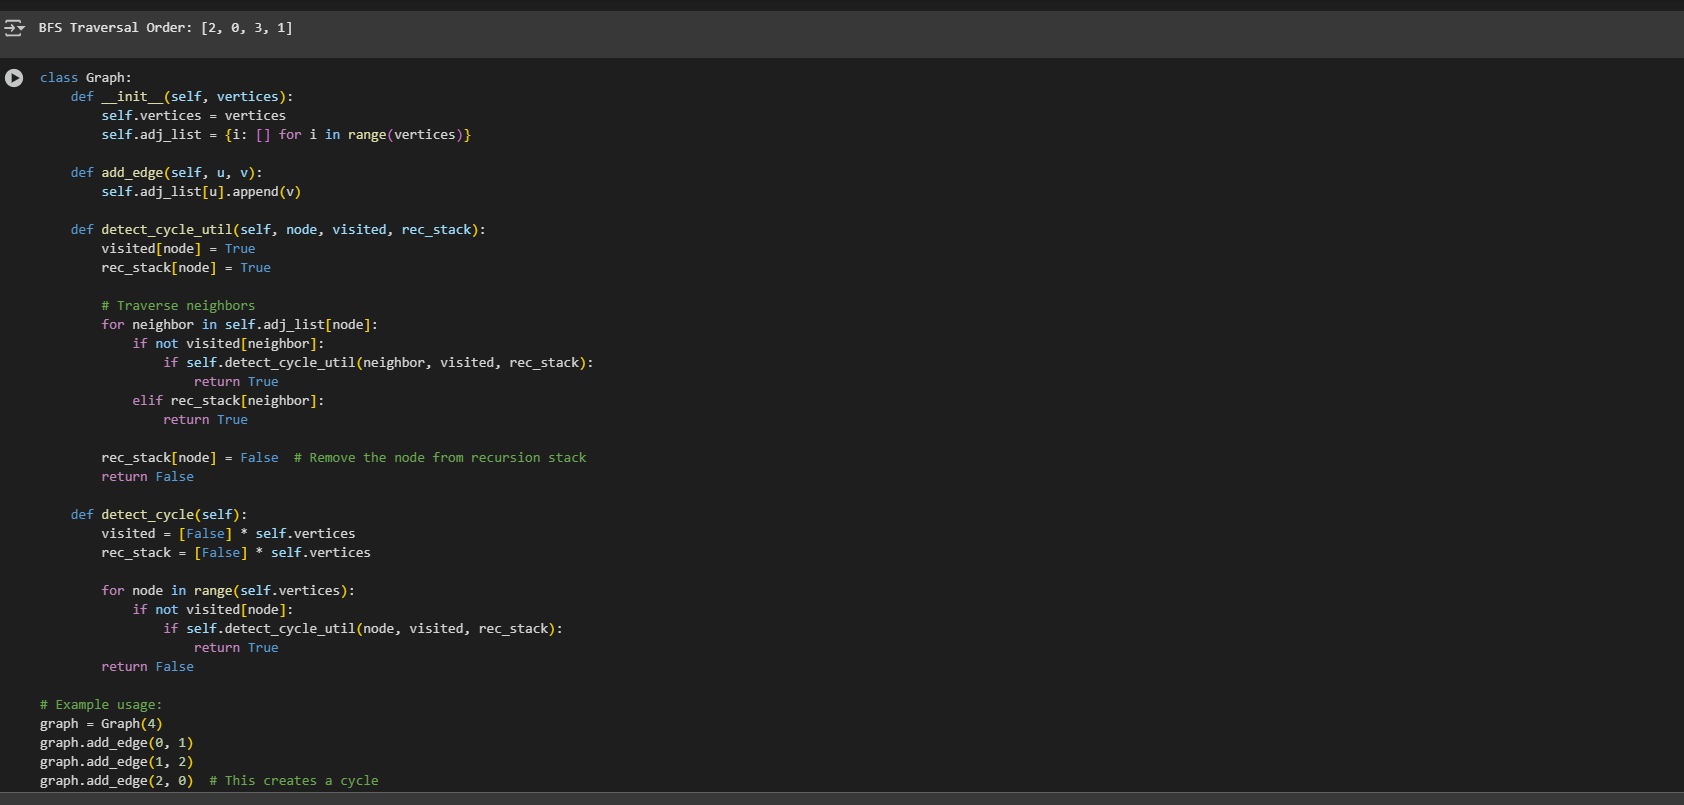 BFS Traversal Order: [2, 0, 3, 1]
class Graph:
    def __init__(self, vertices):
        self.vertices = vertices
        self.adj_list = {i: [] for i in range(vertices)}

    def add_edge(self, u, v):
        self.adj_list[u].append(v)

    def detect_cycle_util(self, node, visited, rec_stack):
        visited[node] = True
        rec_stack[node] = True

        # Traverse neighbors
        for neighbor in self.adj_list[node]:
            if not visited[neighbor]:
                if self.detect_cycle_util(neighbor, visited, rec_stack):
                    return True
            elif rec_stack[neighbor]:
                return True

        rec_stack[node] = False  # Remove the node from recursion stack
        return False

    def detect_cycle(self):
        visited = [False] * self.vertices
        rec_stack = [False] * self.vertices

        for node in range(self.vertices):
            if not visited[node]:
                if self.detect_cycle_util(node, visited, rec_stack):
                    return True
        return False

# Example usage:
graph = Graph(4)
graph.add_edge(0, 1)
graph.add_edge(1, 2)
graph.add_edge(2, 0)  # This creates a cycle